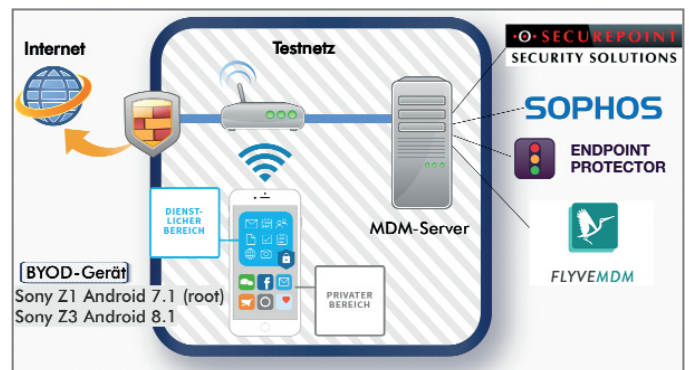 Internet
Testnetz
·O·SECUREPOINT
SECURITY SOLUTIONS
SOPHOS
ENDPOINT
PROTECTOR
DIENST-
LICHER
BEREICH
MDM-Server
BYOD-Gerät
Sony Z1 Android 7.1 (root)
Sony Z3 Android 8.1
PRIVATER
BEREICH
FLYVEMDM